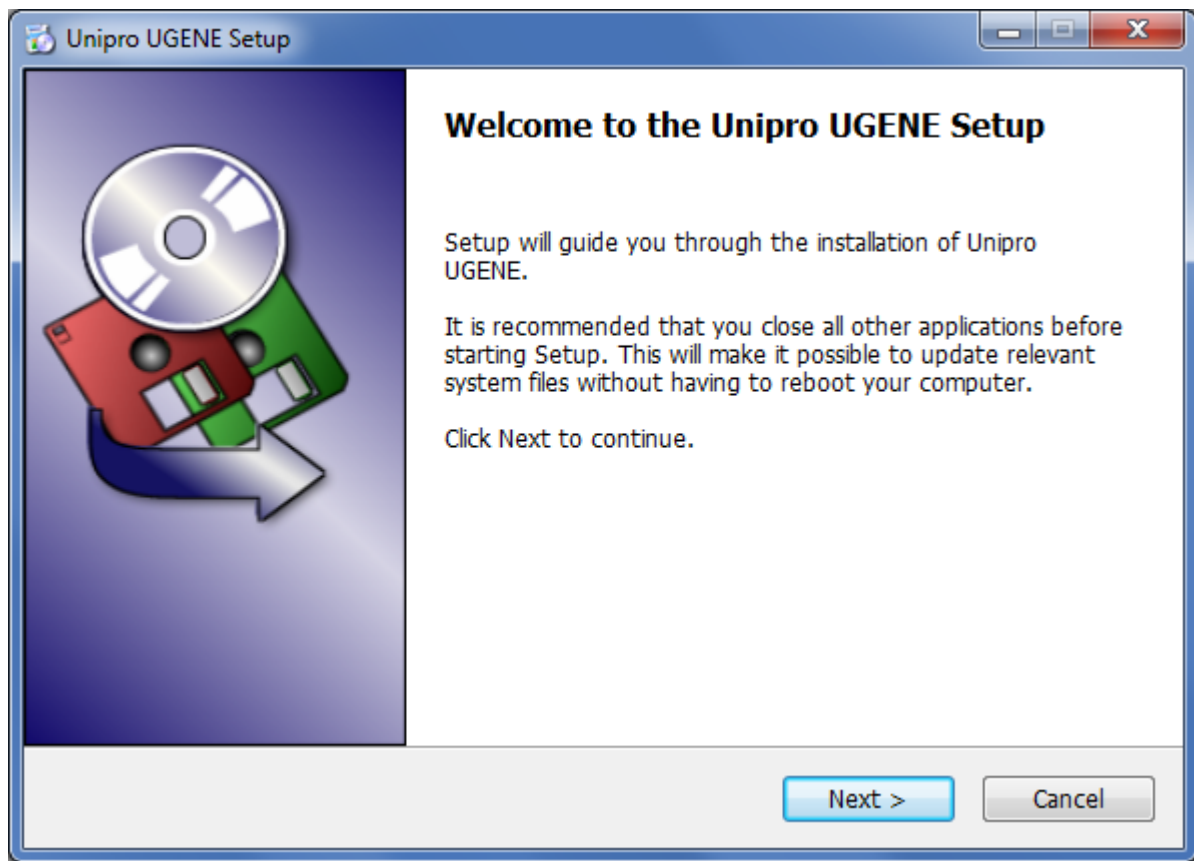 Unipro UGENE Setup
Welcome to the Unipro UGENE Setup
Setup will guide you through the installation of Unipro
UGENE.
It is recommended that you close all other applications before
starting Setup. This will make it possible to update relevant
system files without having to reboot your computer.
Click Next to continue.
Next >
Cancel